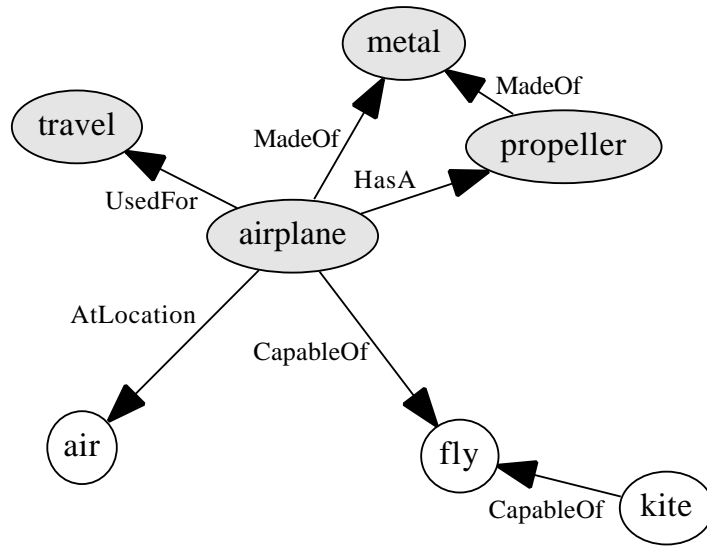 metal
MadeOf
travel
MadeOf
propeller
HasA
UsedFor
airplane
AtLocation
CapableOf
air
fly
kite
CapableOf